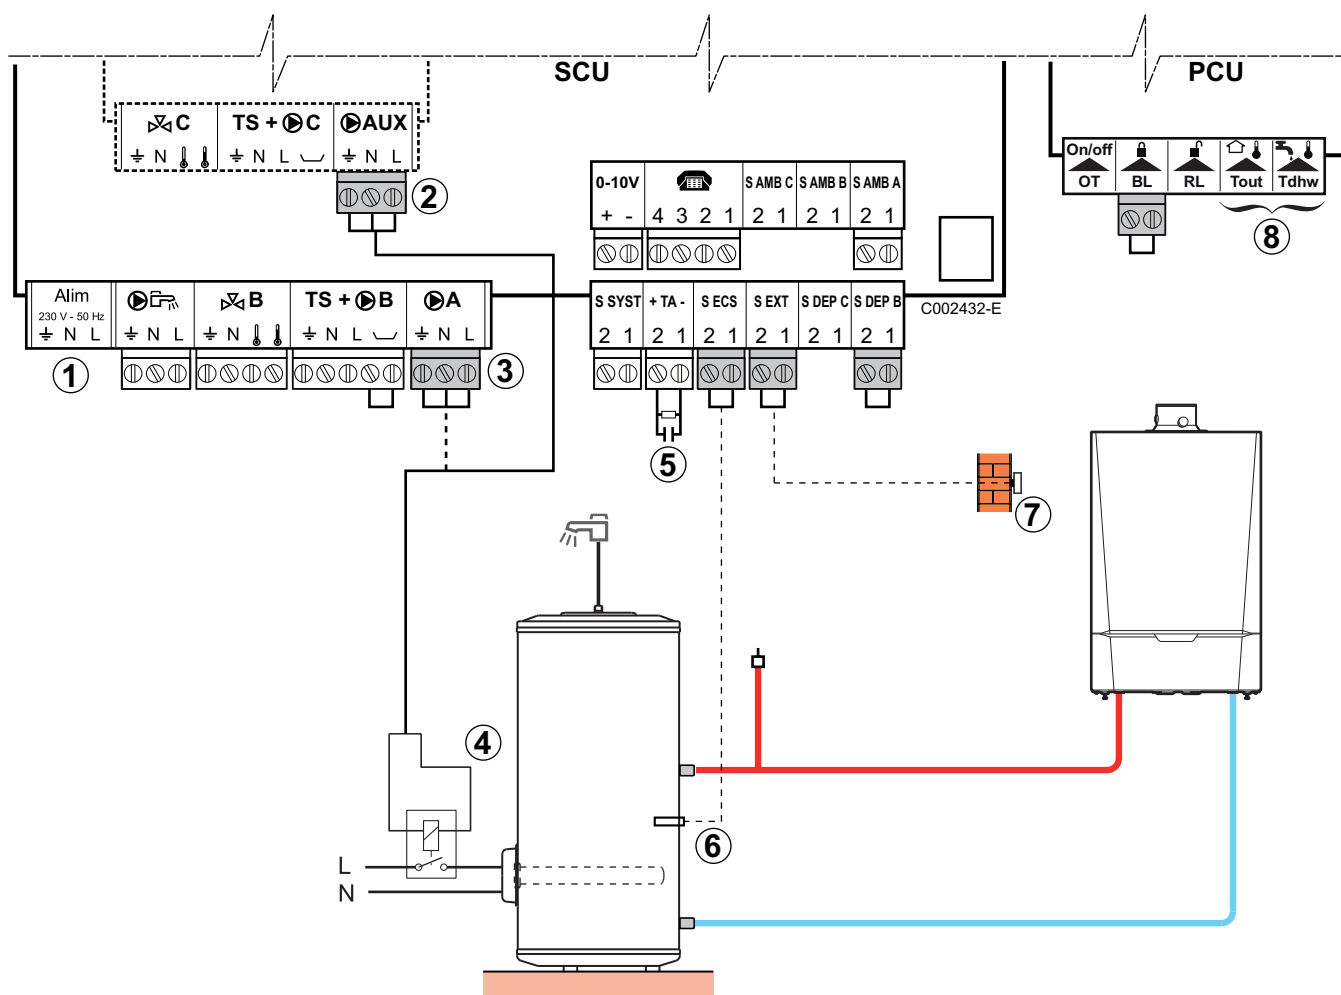 SCU
PCU
C
TS + C
AUX
N
N L
N L
2
On/off
OT
BL
RL
Tout
Tdhw
8
0-10V
S AMB C
S AMB B
S AMB A
+ -
4 3 2 1
2 1
2 1
2 1
Alim
230 V - 50 Hz
N L
N L
B
N
TS + B
N L
A
N L
1
3
S SYST
+ TA -
S ECS
S EXT
S DEP C
S DEP B
2 1
2 1
2 1
2 1
2 1
2 1
C002432-E
5
7
4
6
L
N